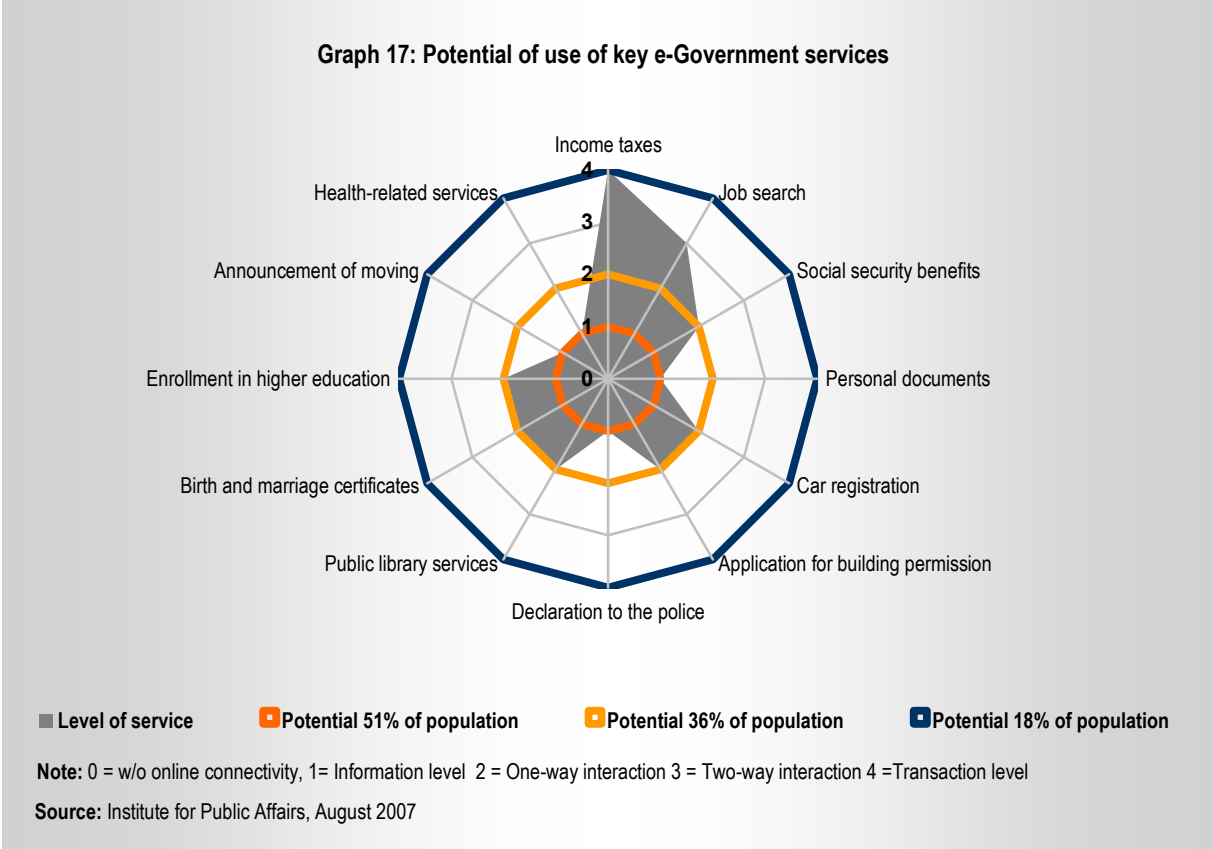 Graph 17: Potential of use of key e-Government services
Income taxes
4
Health-related services
Job search
3
Announcement of moving
2
Social security benefits
1
Enrollment in higher education
0
Personal documents
Birth and marriage certificates
Car registration
Public library services
Application for building permission
Declaration to the police
Level of service
Potential 51% of population
Potential 36% of population
Potential 18% of population
Note: 0 = w/o online connectivity, 1= Information level 2 = One-way interaction 3 = Two-way interaction 4 =Transaction level
Source: Institute for Public Affairs, August 2007